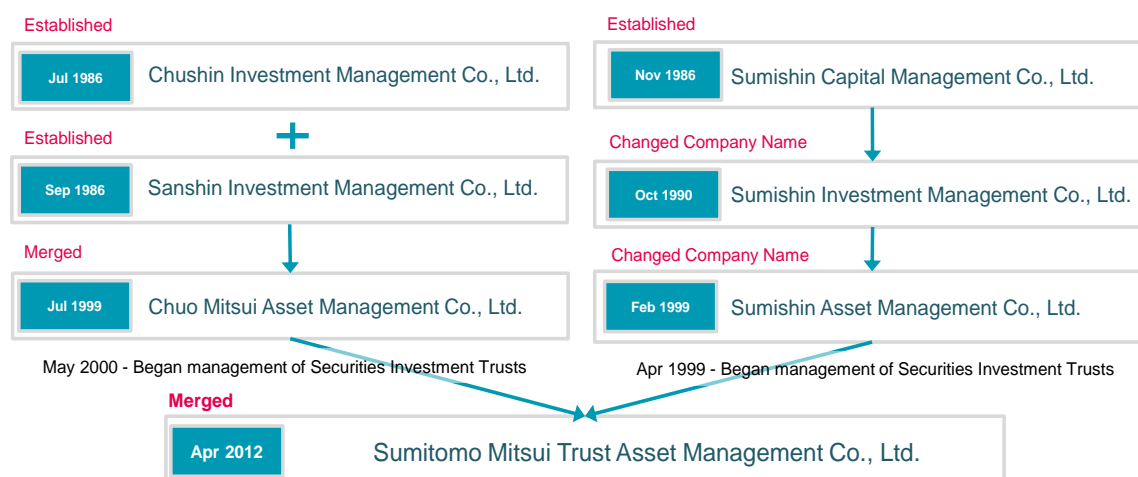 Established
Jul 1986
Chushin Investment Management Co., Ltd.
+
Established
Sep 1986
Sanshin Investment Management Co., Ltd.
Merged
Jul 1999
Chuo Mitsui Asset Management Co., Ltd.
May 2000 - Began management of Securities Investment Trusts
Established
Nov 1986
Sumishin Capital Management Co., Ltd.
Changed Company Name
Oct 1990
Sumishin Investment Management Co., Ltd.
Changed Company Name
Feb 1999
Sumishin Asset Management Co., Ltd.
Apr 1999 - Began management of Securities Investment Trusts
Merged
Apr 2012
Sumitomo Mitsui Trust Asset Management Co., Ltd.